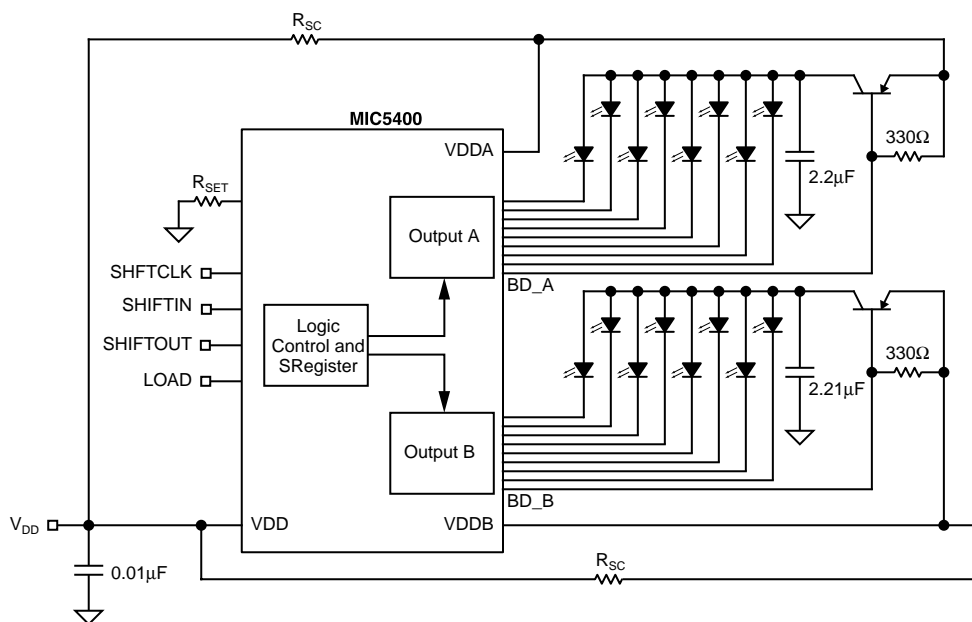 RSC
MIC5400
VDDA
330Ω
2.2µF
RSET
Output A
SHFTCLK
BD_A
SHIFTIN
Logic
Control and
SRegister
SHIFTOUT
330Ω
LOAD
2.21µF
Output B
BD_B
VDD
VDD
VDDB
0.01µF
RSC